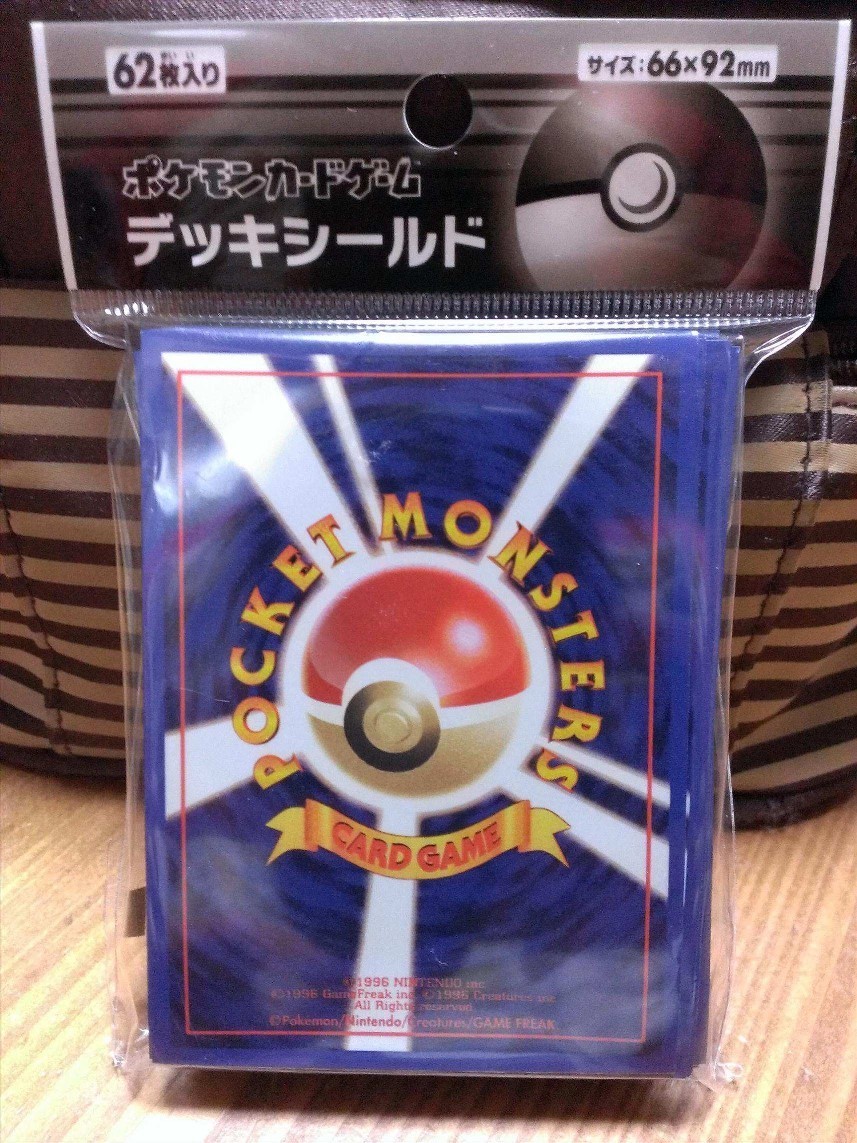 62枚入り
サイズ:66×92mm
ポケモンカードゲーム
デッキシールド
POCKET MONSTERS
CARD GAME
©1996 NINTENDO inc
©1996 GameFreak inc ©1996 Creatures inc
All Rights reserved
©Pokémon/Nintendo/Creatures/GAME FREAK